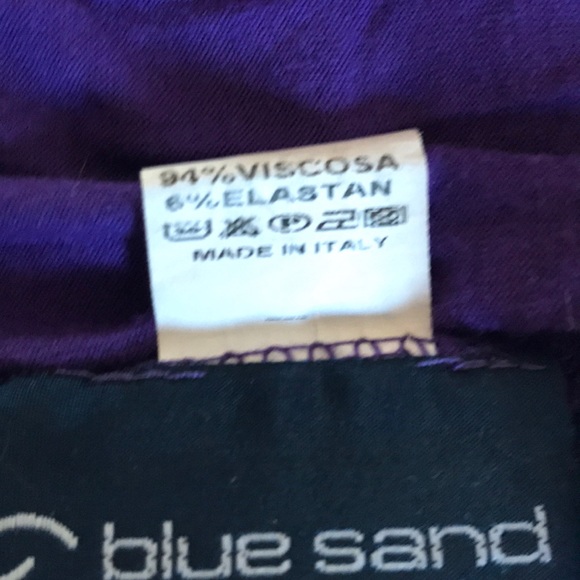 94%VISCOSA
6%ELASTAN
MADE IN ITALY
blue sand